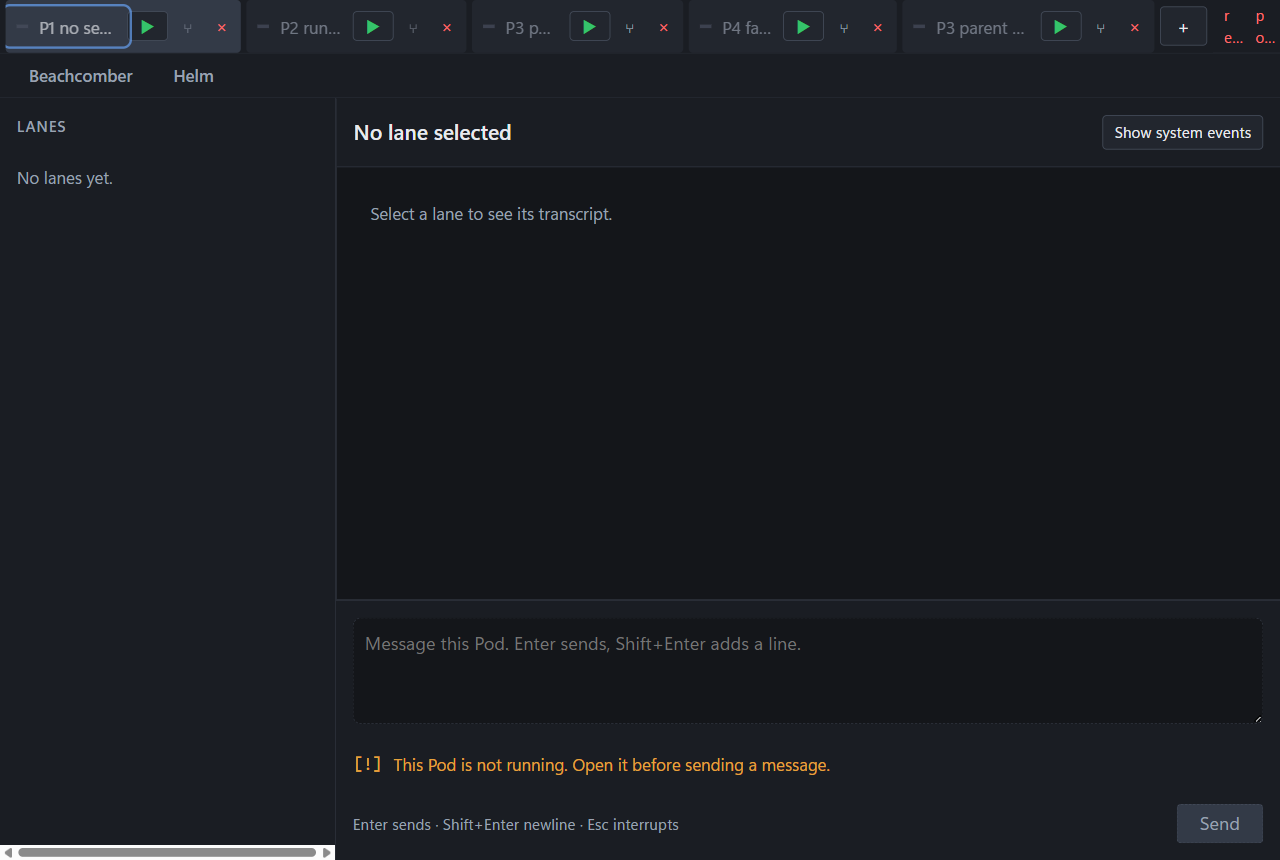 P1 no se... ▶ ⑂ ×
P2 run... ▶ ⑂ ×
P3 p... ▶ ⑂ ×
P4 fa... ▶ ⑂ ×
P3 parent ... ▶ ⑂ ×
+
r
e...
p
o...
Beachcomber Helm
LANES
No lanes yet.
No lane selected
Show system events
Select a lane to see its transcript.
Message this Pod. Enter sends, Shift+Enter adds a line.
[!] This Pod is not running. Open it before sending a message.
Enter sends · Shift+Enter newline · Esc interrupts
Send